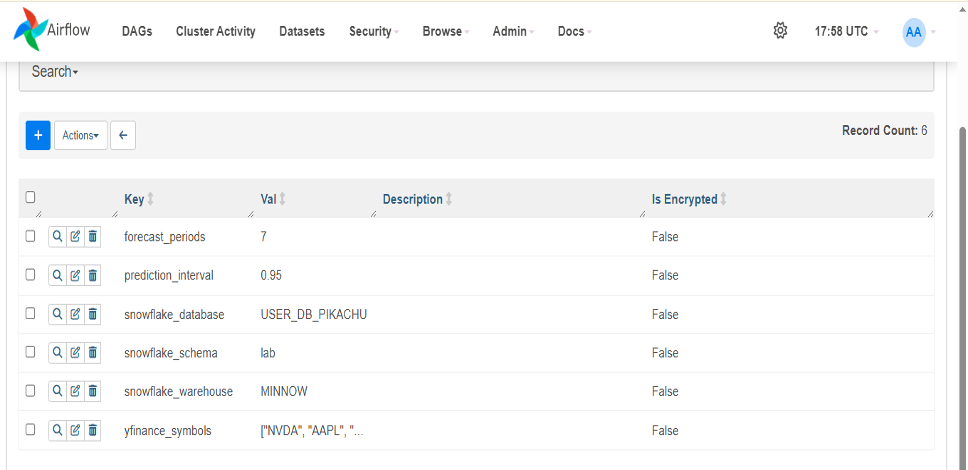 Airflow DAGs Cluster Activity Datasets Security Browse Admin Docs 17:58 UTC AA
Search
+ Actions Record Count: 6
Key Val Description Is Encrypted
forecast_periods 7 False
prediction_interval 0.95 False
snowflake_database USER_DB_PIKACHU False
snowflake_schema lab False
snowflake_warehouse MINNOW False
yfinance_symbols ["NVDA", "AAPL", "... False